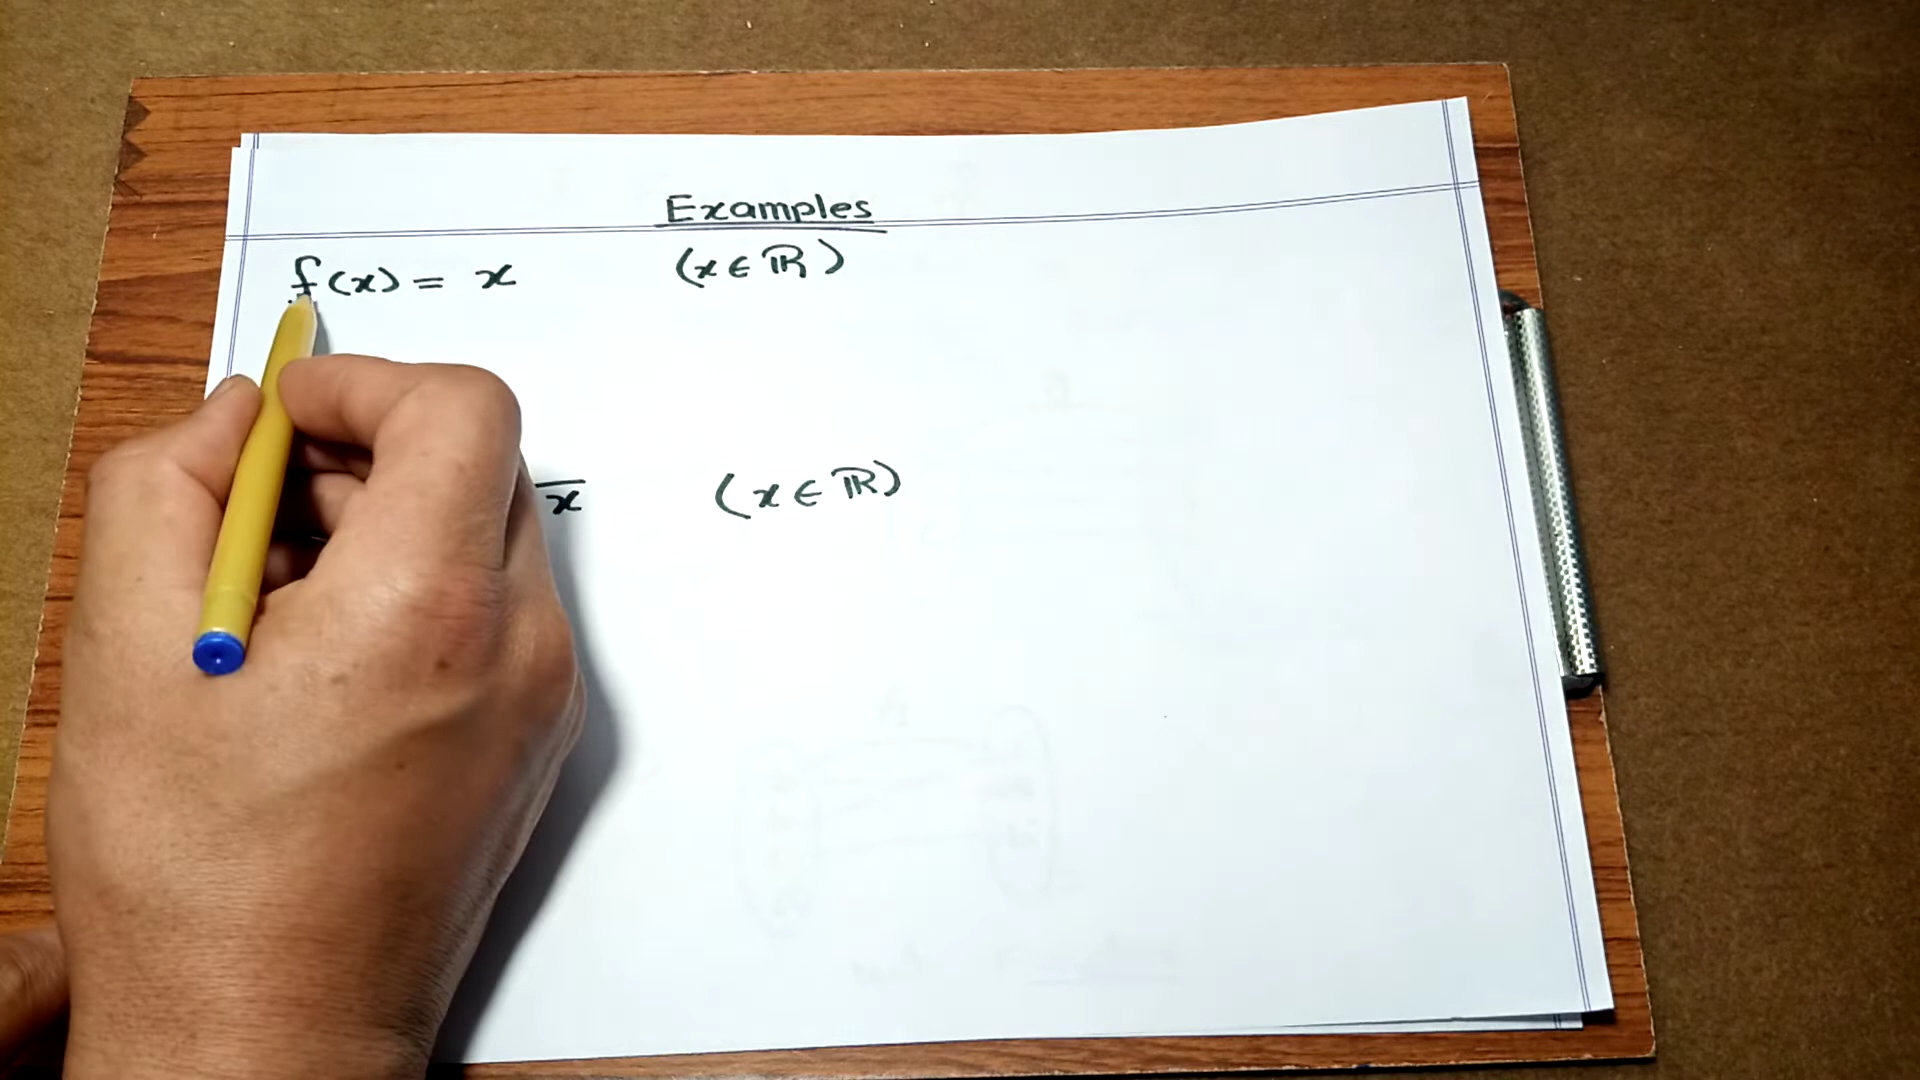 Examples
f(x) = x (x ∈ ℝ)
x (x ∈ ℝ)